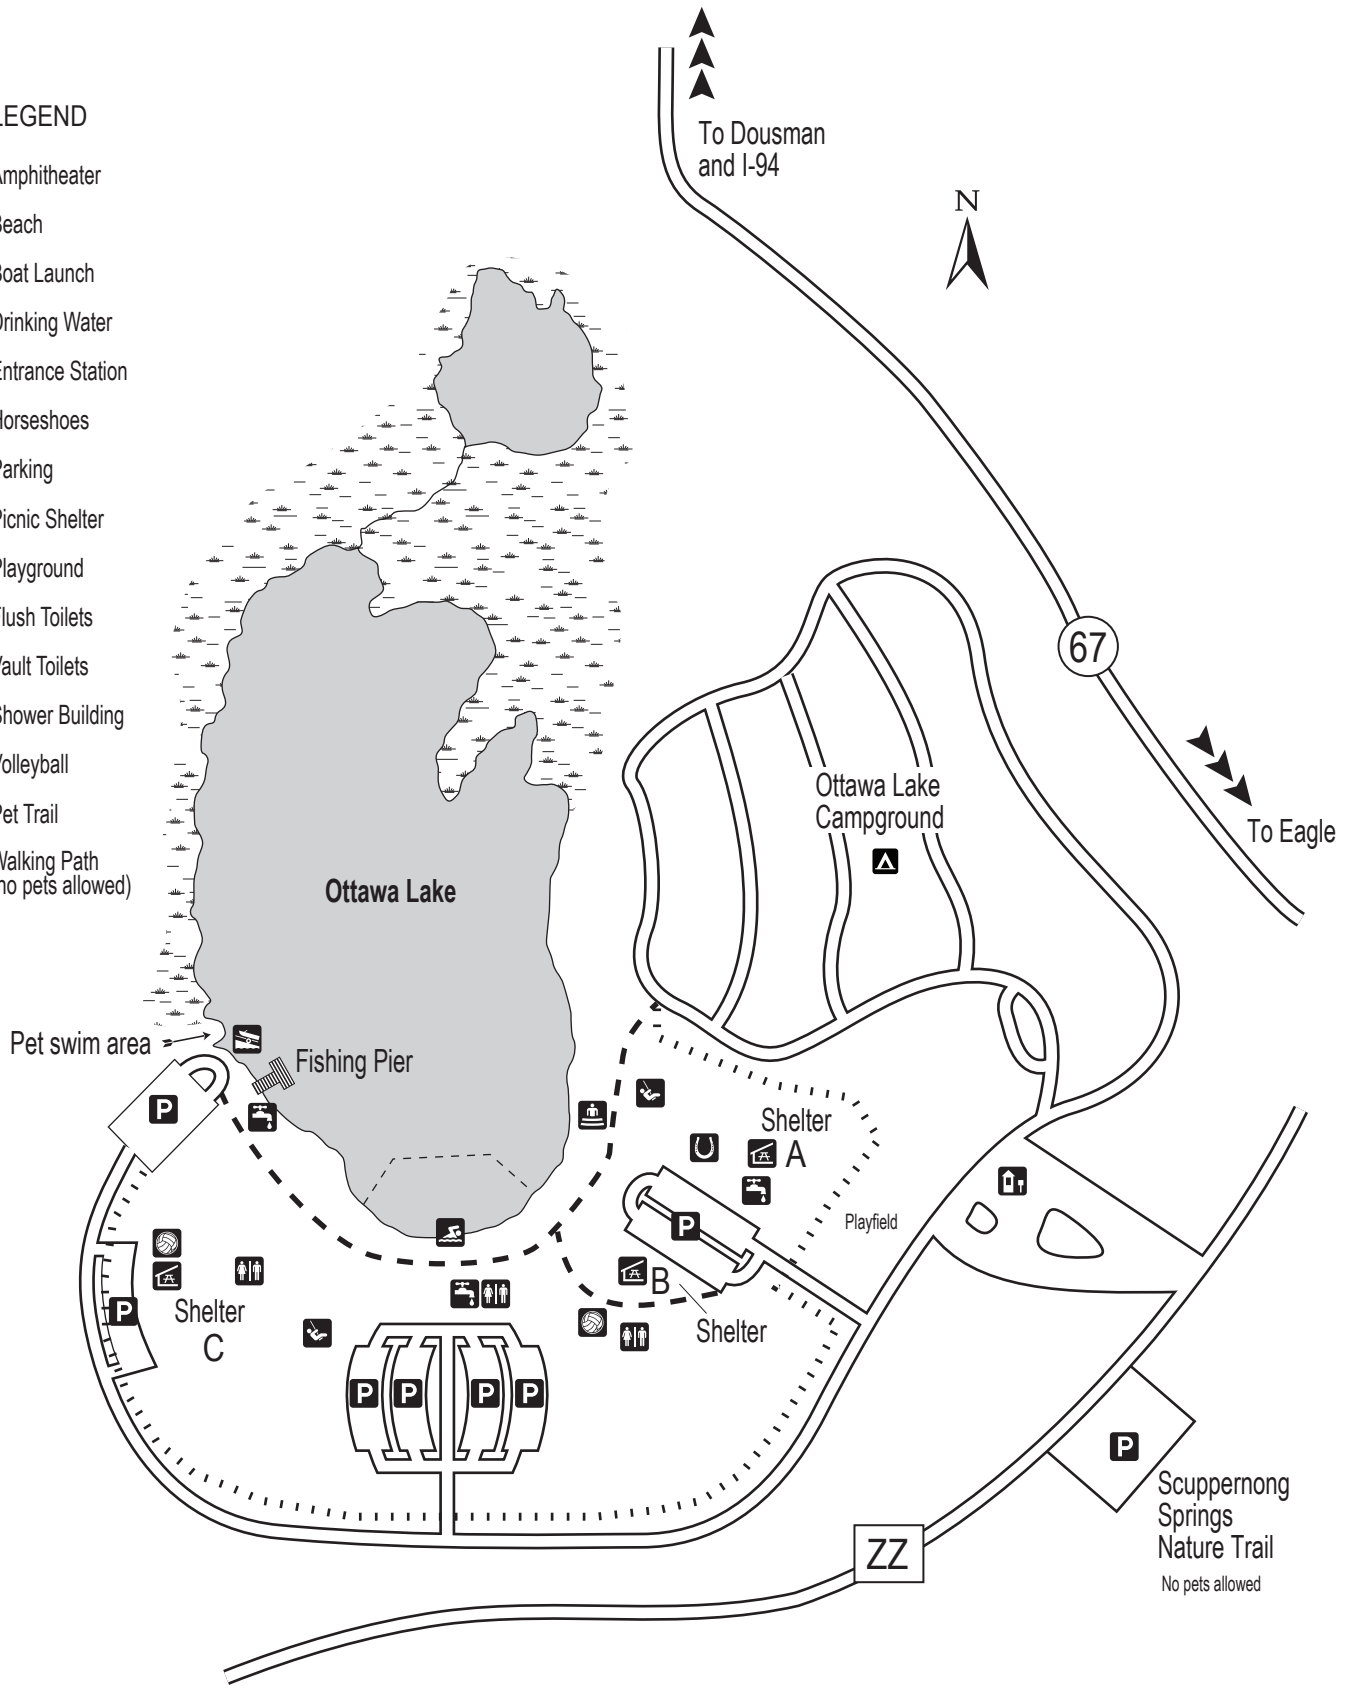 LEGEND
Amphitheater
Beach
Boat Launch
Drinking Water
Entrance Station
Horseshoes
Parking
Picnic Shelter
Playground
Flush Toilets
Vault Toilets
Shower Building
Volleyball
Pet Trail
Walking Path
no pets allowed)
To Dousman
and I-94
N
67
To Eagle
Ottawa Lake
Campground
Ottawa Lake
Pet swim area
Fishing Pier
P
Shelter
A
Playfield
P
B
Shelter
P
Shelter
C
P
P
P
P
P
Scuppernong
Springs
Nature Trail
No pets allowed
ZZ